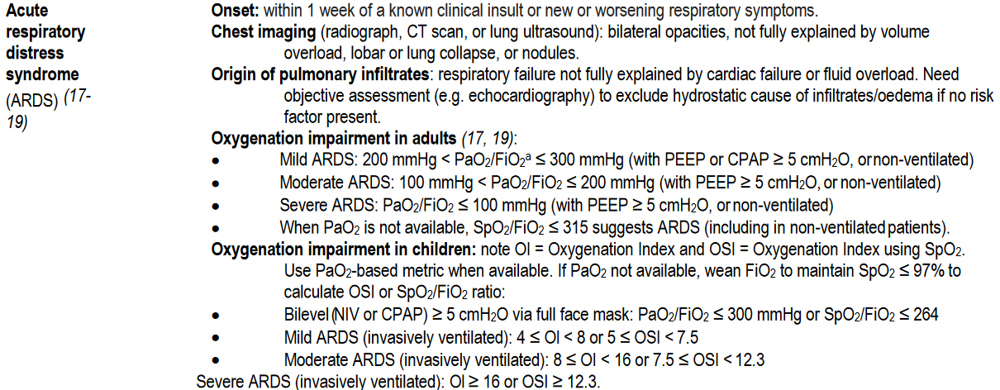 Acute
respiratory
distress
syndrome
(ARDS) (17-
19)
Onset: within 1 week of a known clinical insult or new or worsening respiratory symptoms.
Chest imaging (radiograph, CT scan, or lung ultrasound): bilateral opacities, not fully explained by volume
overload, lobar or lung collapse, or nodules.
Origin of pulmonary infiltrates: respiratory failure not fully explained by cardiac failure or fluid overload. Need
objective assessment (e.g. echocardiography) to exclude hydrostatic cause of infiltrates/oedema if no risk
factor present.
Oxygenation impairment in adults (17, 19):
• Mild ARDS: 200 mmHg < PaO₂/FiO₂ᵃ ≤ 300 mmHg (with PEEP or CPAP ≥ 5 cmH₂O, or non-ventilated)
• Moderate ARDS: 100 mmHg < PaO₂/FiO₂ ≤ 200 mmHg (with PEEP ≥ 5 cmH₂O, or non-ventilated)
• Severe ARDS: PaO₂/FiO₂ ≤ 100 mmHg (with PEEP ≥ 5 cmH₂O, or non-ventilated)
• When PaO₂ is not available, SpO₂/FiO₂ ≤ 315 suggests ARDS (including in non-ventilated patients).
Oxygenation impairment in children: note OI = Oxygenation Index and OSI = Oxygenation Index using SpO₂.
Use PaO₂-based metric when available. If PaO₂ not available, wean FiO₂ to maintain SpO₂ ≤ 97% to
calculate OSI or SpO₂/FiO₂ ratio:
• Bilevel (NIV or CPAP) ≥ 5 cmH₂O via full face mask: PaO₂/FiO₂ ≤ 300 mmHg or SpO₂/FiO₂ ≤ 264
• Mild ARDS (invasively ventilated): 4 ≤ OI < 8 or 5 ≤ OSI < 7.5
• Moderate ARDS (invasively ventilated): 8 ≤ OI < 16 or 7.5 ≤ OSI < 12.3
Severe ARDS (invasively ventilated): OI ≥ 16 or OSI ≥ 12.3.